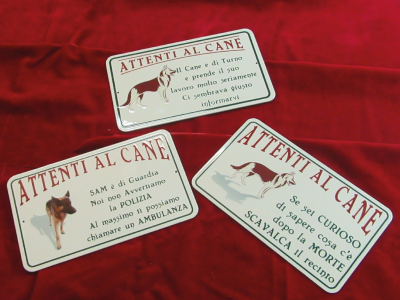 ATTENTI AL CANE
Il Cane e di Turno
e prende il suo
lavoro molto seriamente
Ci sembrava giusto
informarvi
ATTENTI AL CANE
SAM è di Guardia
Noi non Avvertiamo
la POLIZIA
Al massimo ti possiamo
chiamare un AMBULANZA
ATTENTI AL CANE
Se sei CURIOSO
di sapere cosa c'è
dopo la MORTE
SCAVALCA il recinto